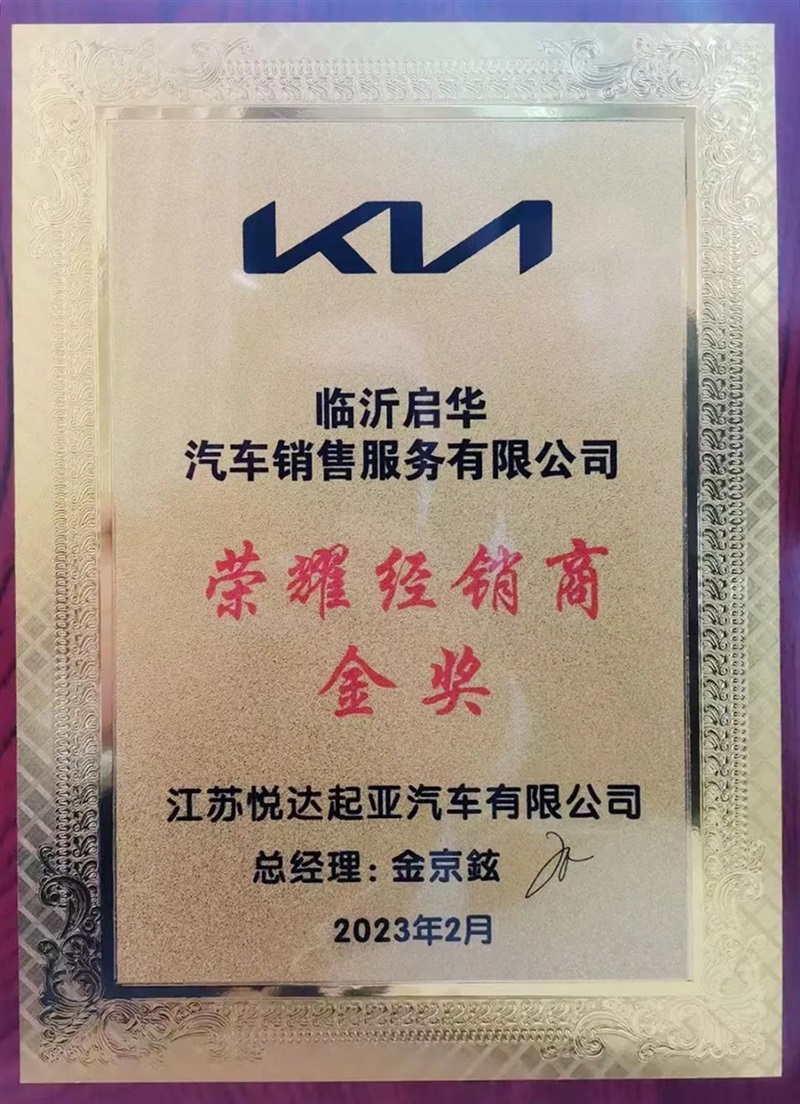 KIA
临沂启华
汽车销售服务有限公司
荣耀经销商
金奖
江苏悦达起亚汽车有限公司
总经理：金京鉉
2023年2月